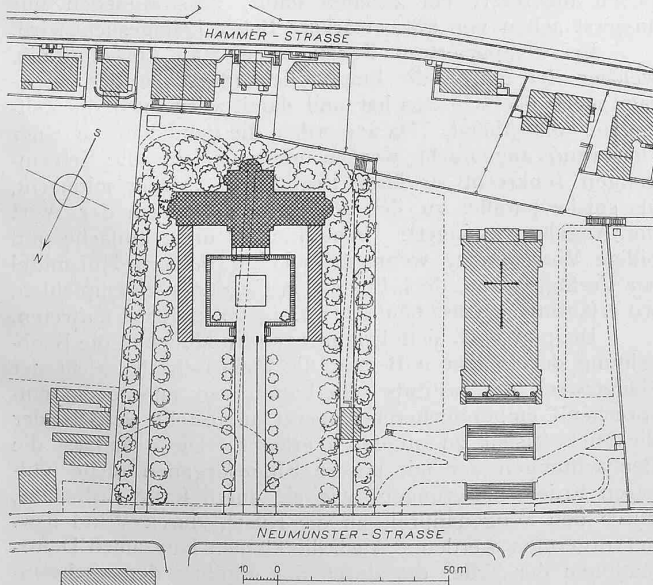 HAMMER - STRASSE
S
N
NEUMÜNSTER - STRASSE
10 0 50 m